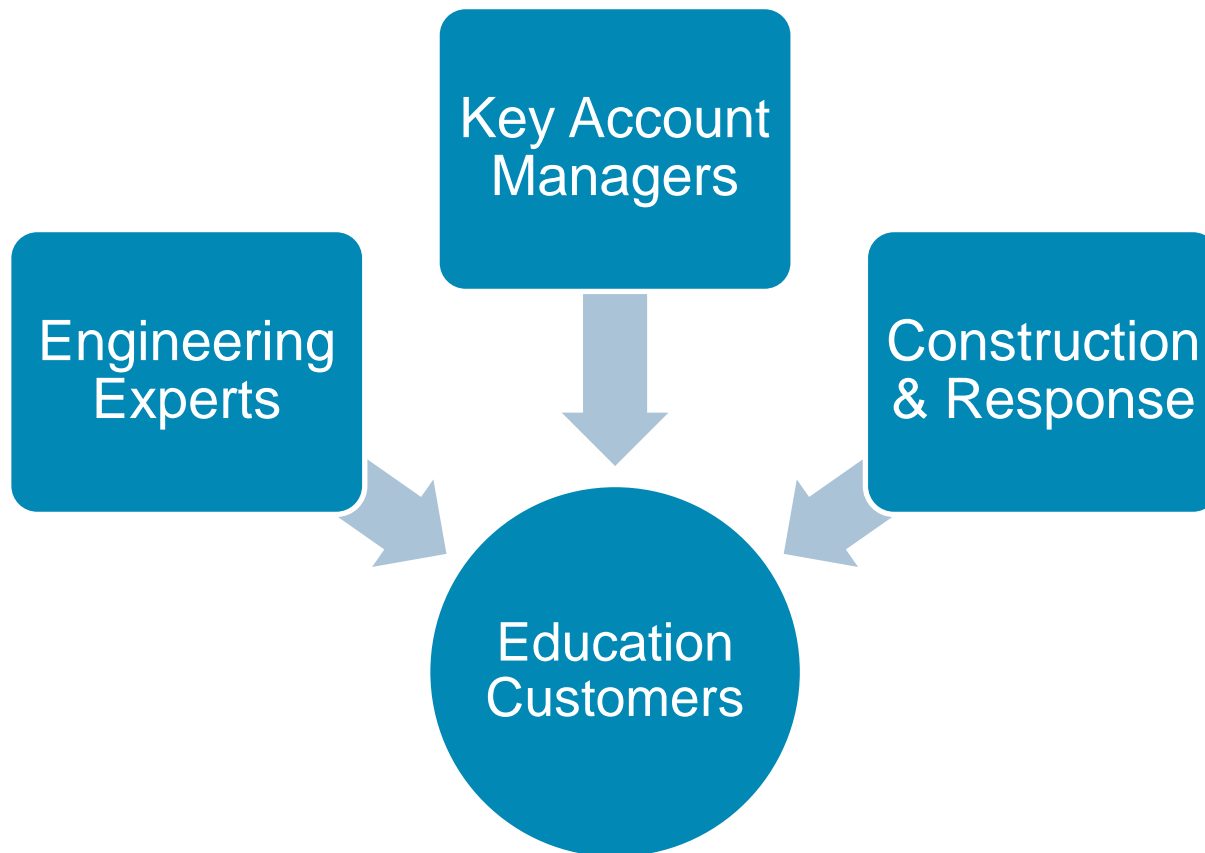 Key Account
Managers
Engineering
Experts
Construction
& Response
Education
Customers